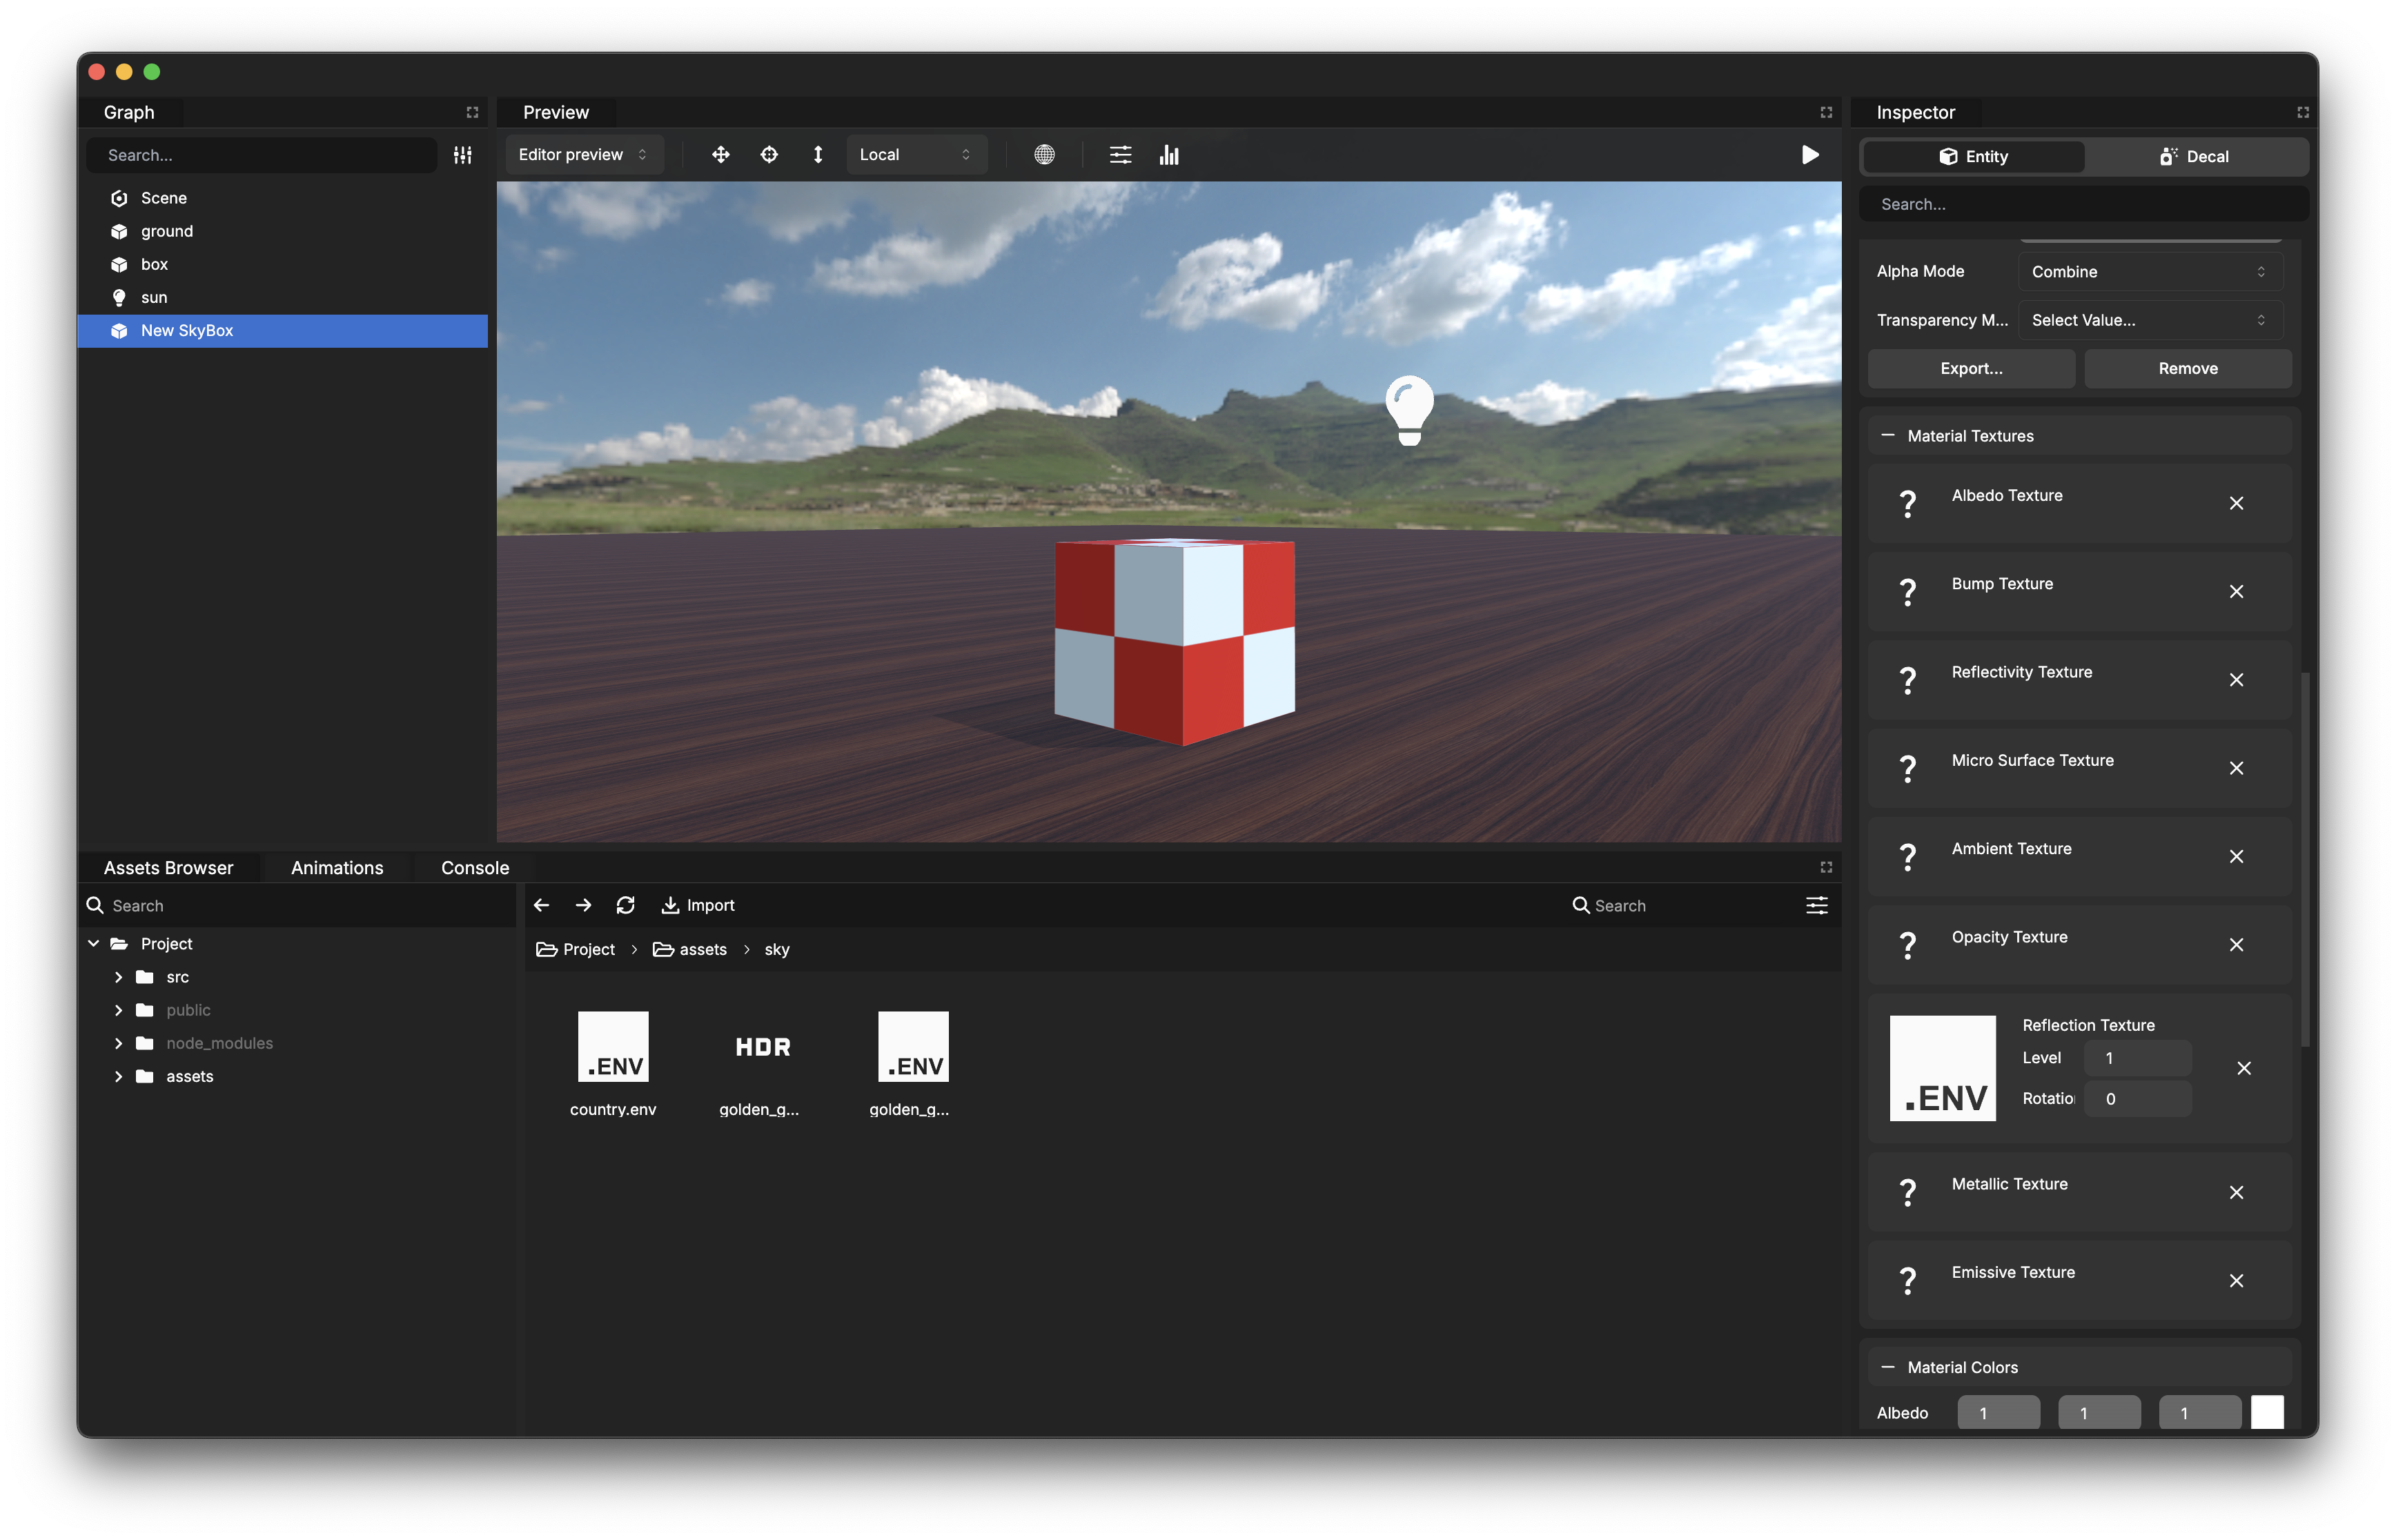 Graph
Search...
Scene
ground
box
sun
New SkyBox
Preview
Editor preview
Local
Inspector
Entity
Decal
Search...
Alpha Mode
Combine
Transparency M...
Select Value...
Export...
Remove
Material Textures
? Albedo Texture
? Bump Texture
? Reflectivity Texture
? Micro Surface Texture
? Ambient Texture
? Opacity Texture
.ENV
Reflection Texture
Level 1
Rotatio 0
? Metallic Texture
? Emissive Texture
Material Colors
Albedo 1 1 1
Assets Browser
Animations
Console
Search
Project
src
public
node_modules
assets
Import
Search
Project > assets > sky
.ENV
country.env
HDR
golden_g...
.ENV
golden_g...